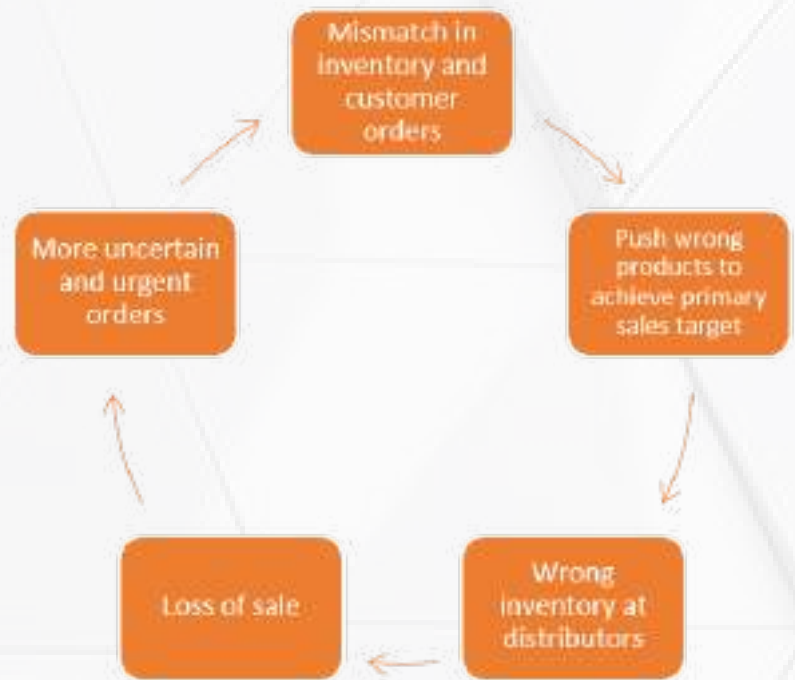 Mismatch in
inventory and
customer
orders
Push wrong
products to
achieve primary
sales target
Wrong
inventory at
distributors
Loss of sale
More uncertain
and urgent
orders